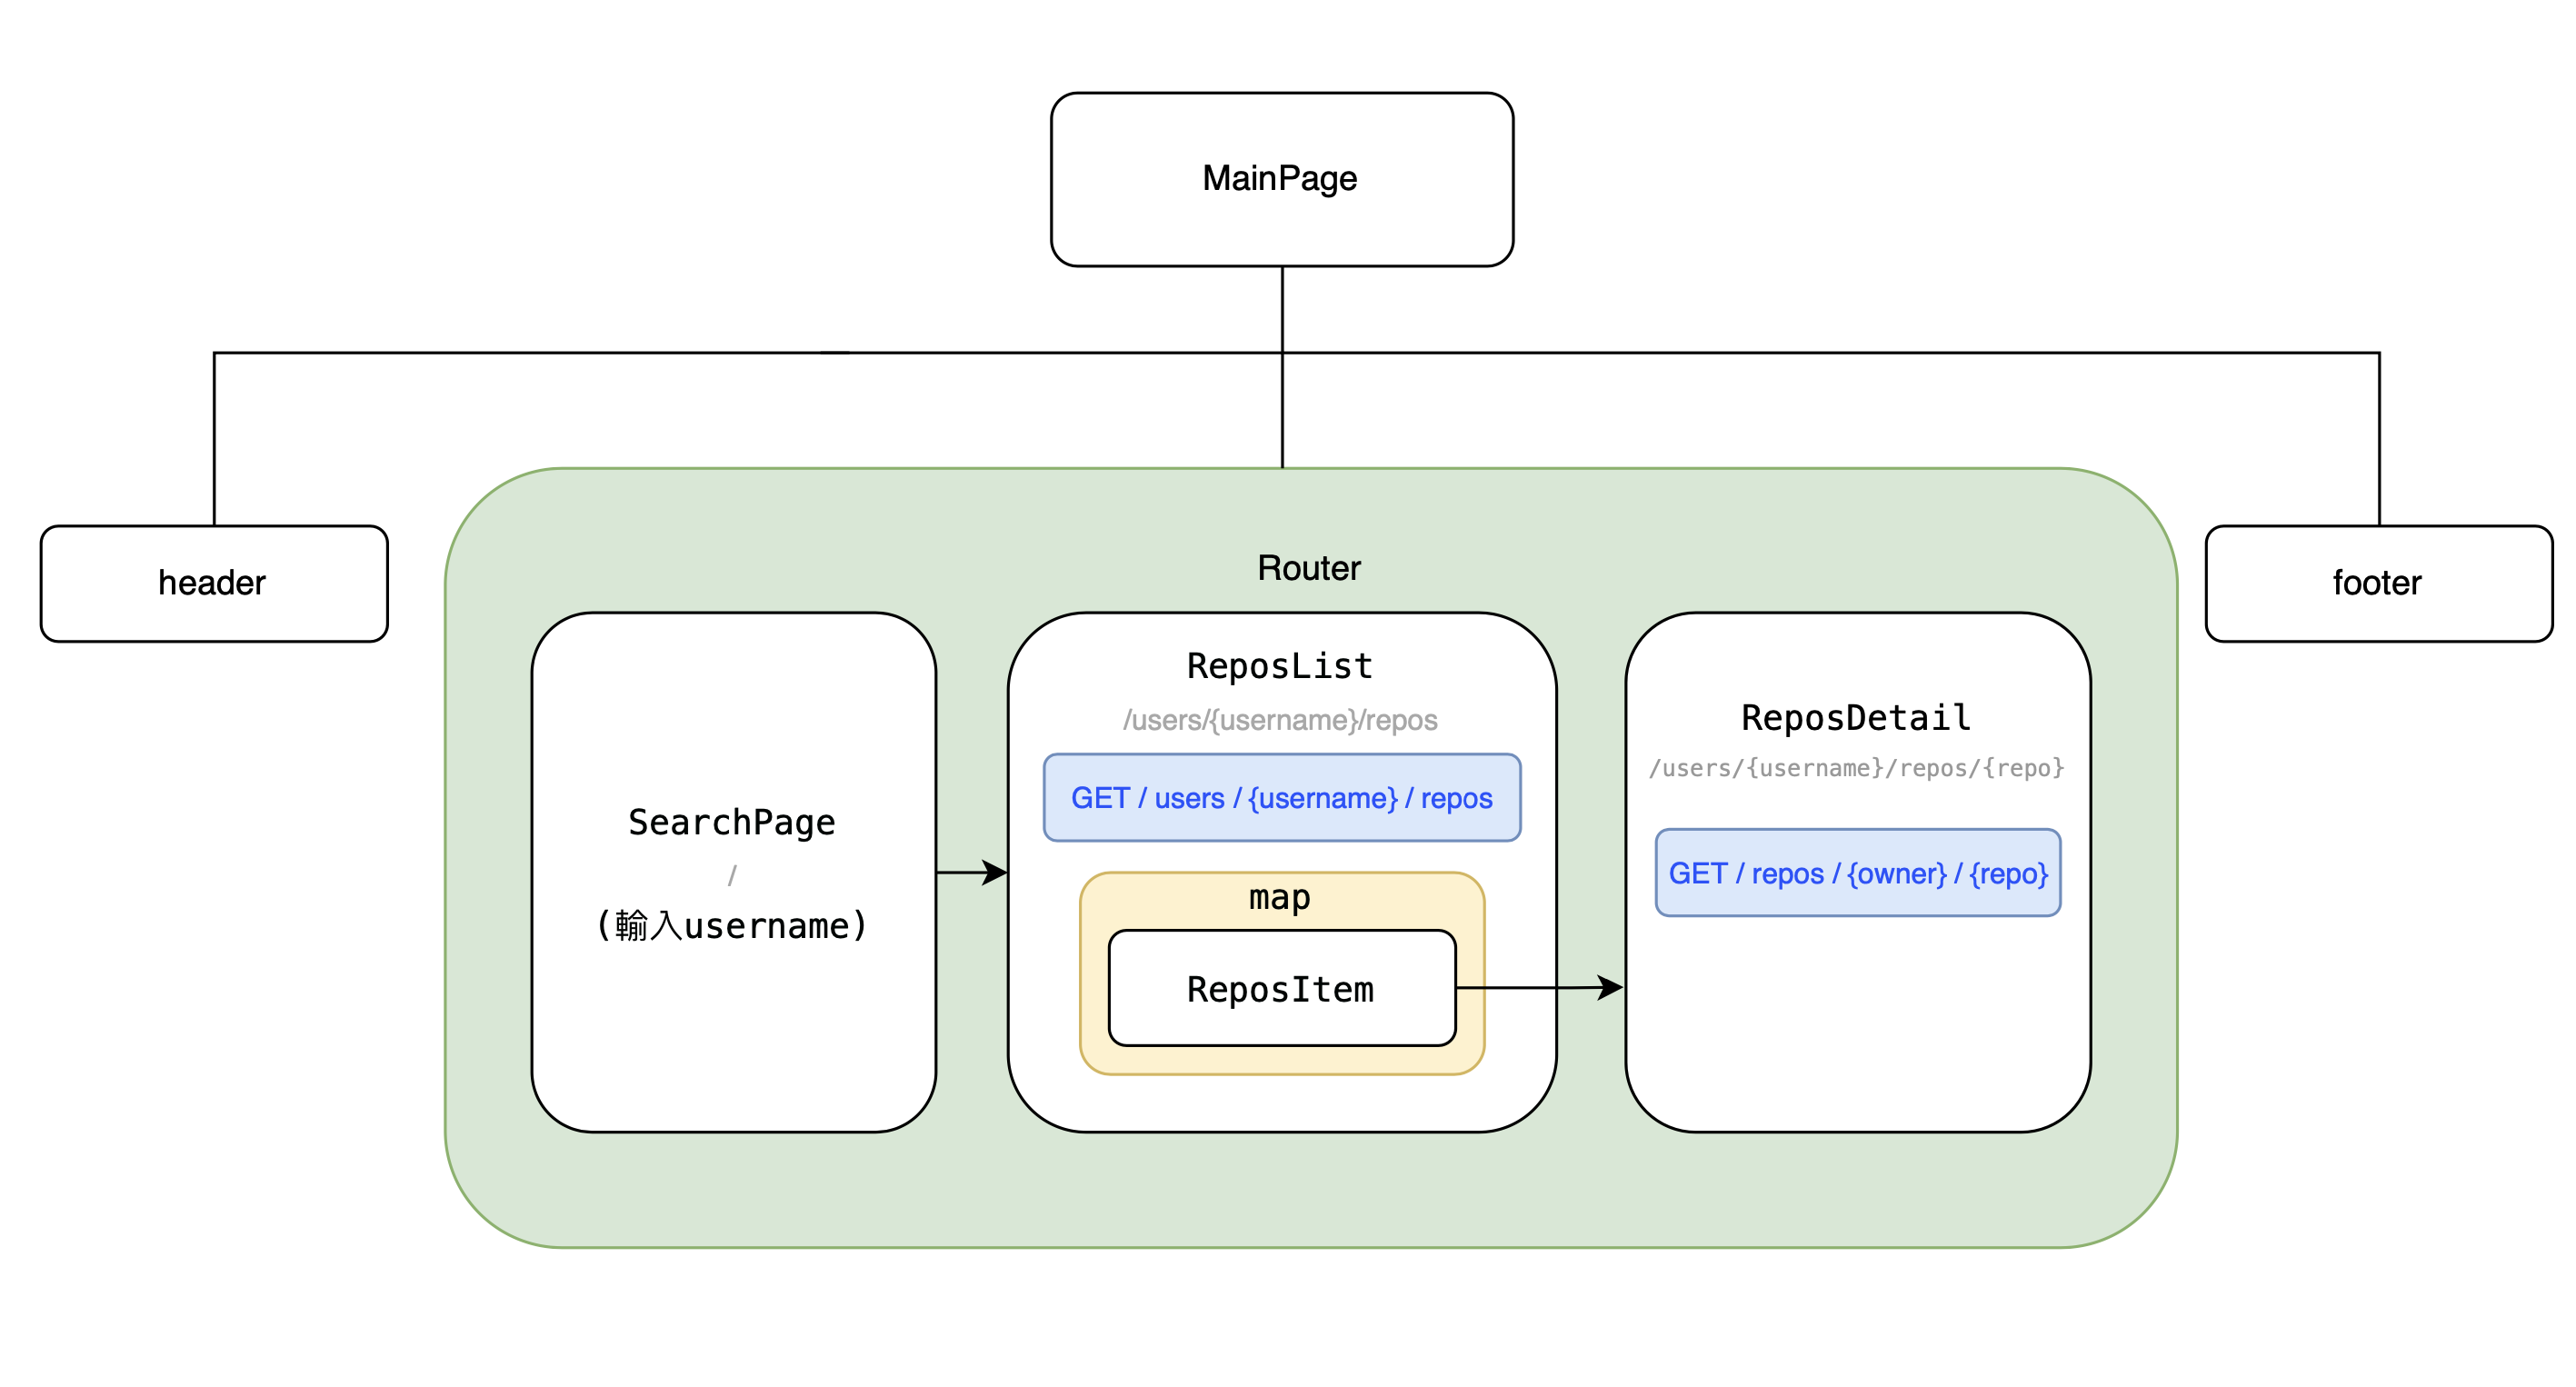 MainPage
header
Router
footer
SearchPage
/
(輸入username)
ReposList
/users/{username}/repos
GET / users / {username} / repos
map
ReposItem
ReposDetail
/users/{username}/repos/{repo}
GET / repos / {owner} / {repo}